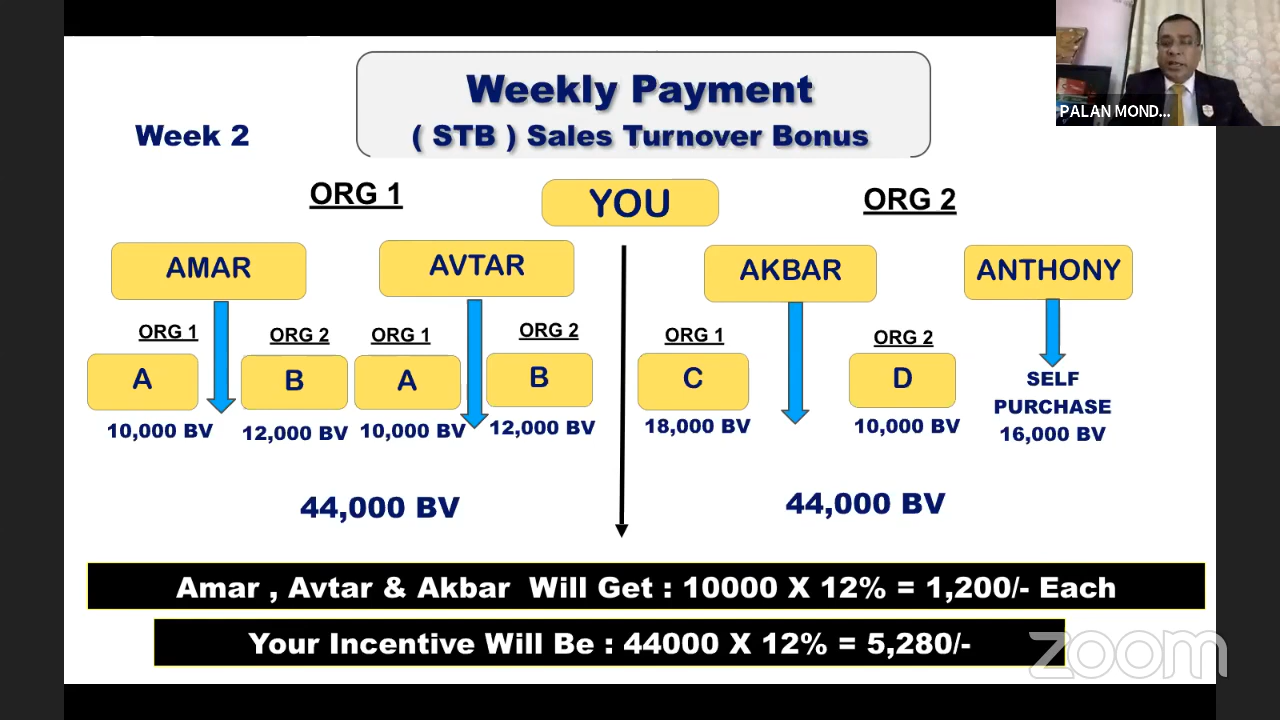 Weekly Payment
( STB ) Sales Turnover Bonus
Week 2
PALAN MOND...
ORG 1
YOU
ORG 2
AMAR
AVTAR
AKBAR
ANTHONY
ORG 1
ORG 2
ORG 1
ORG 2
ORG 1
ORG 2
A
B
A
B
C
D
10,000 BV
12,000 BV
10,000 BV
12,000 BV
18,000 BV
10,000 BV
SELF
PURCHASE
16,000 BV
44,000 BV
44,000 BV
Amar , Avtar & Akbar Will Get : 10000 X 12% = 1,200/- Each
Your Incentive Will Be : 44000 X 12% = 5,280/-
zoom